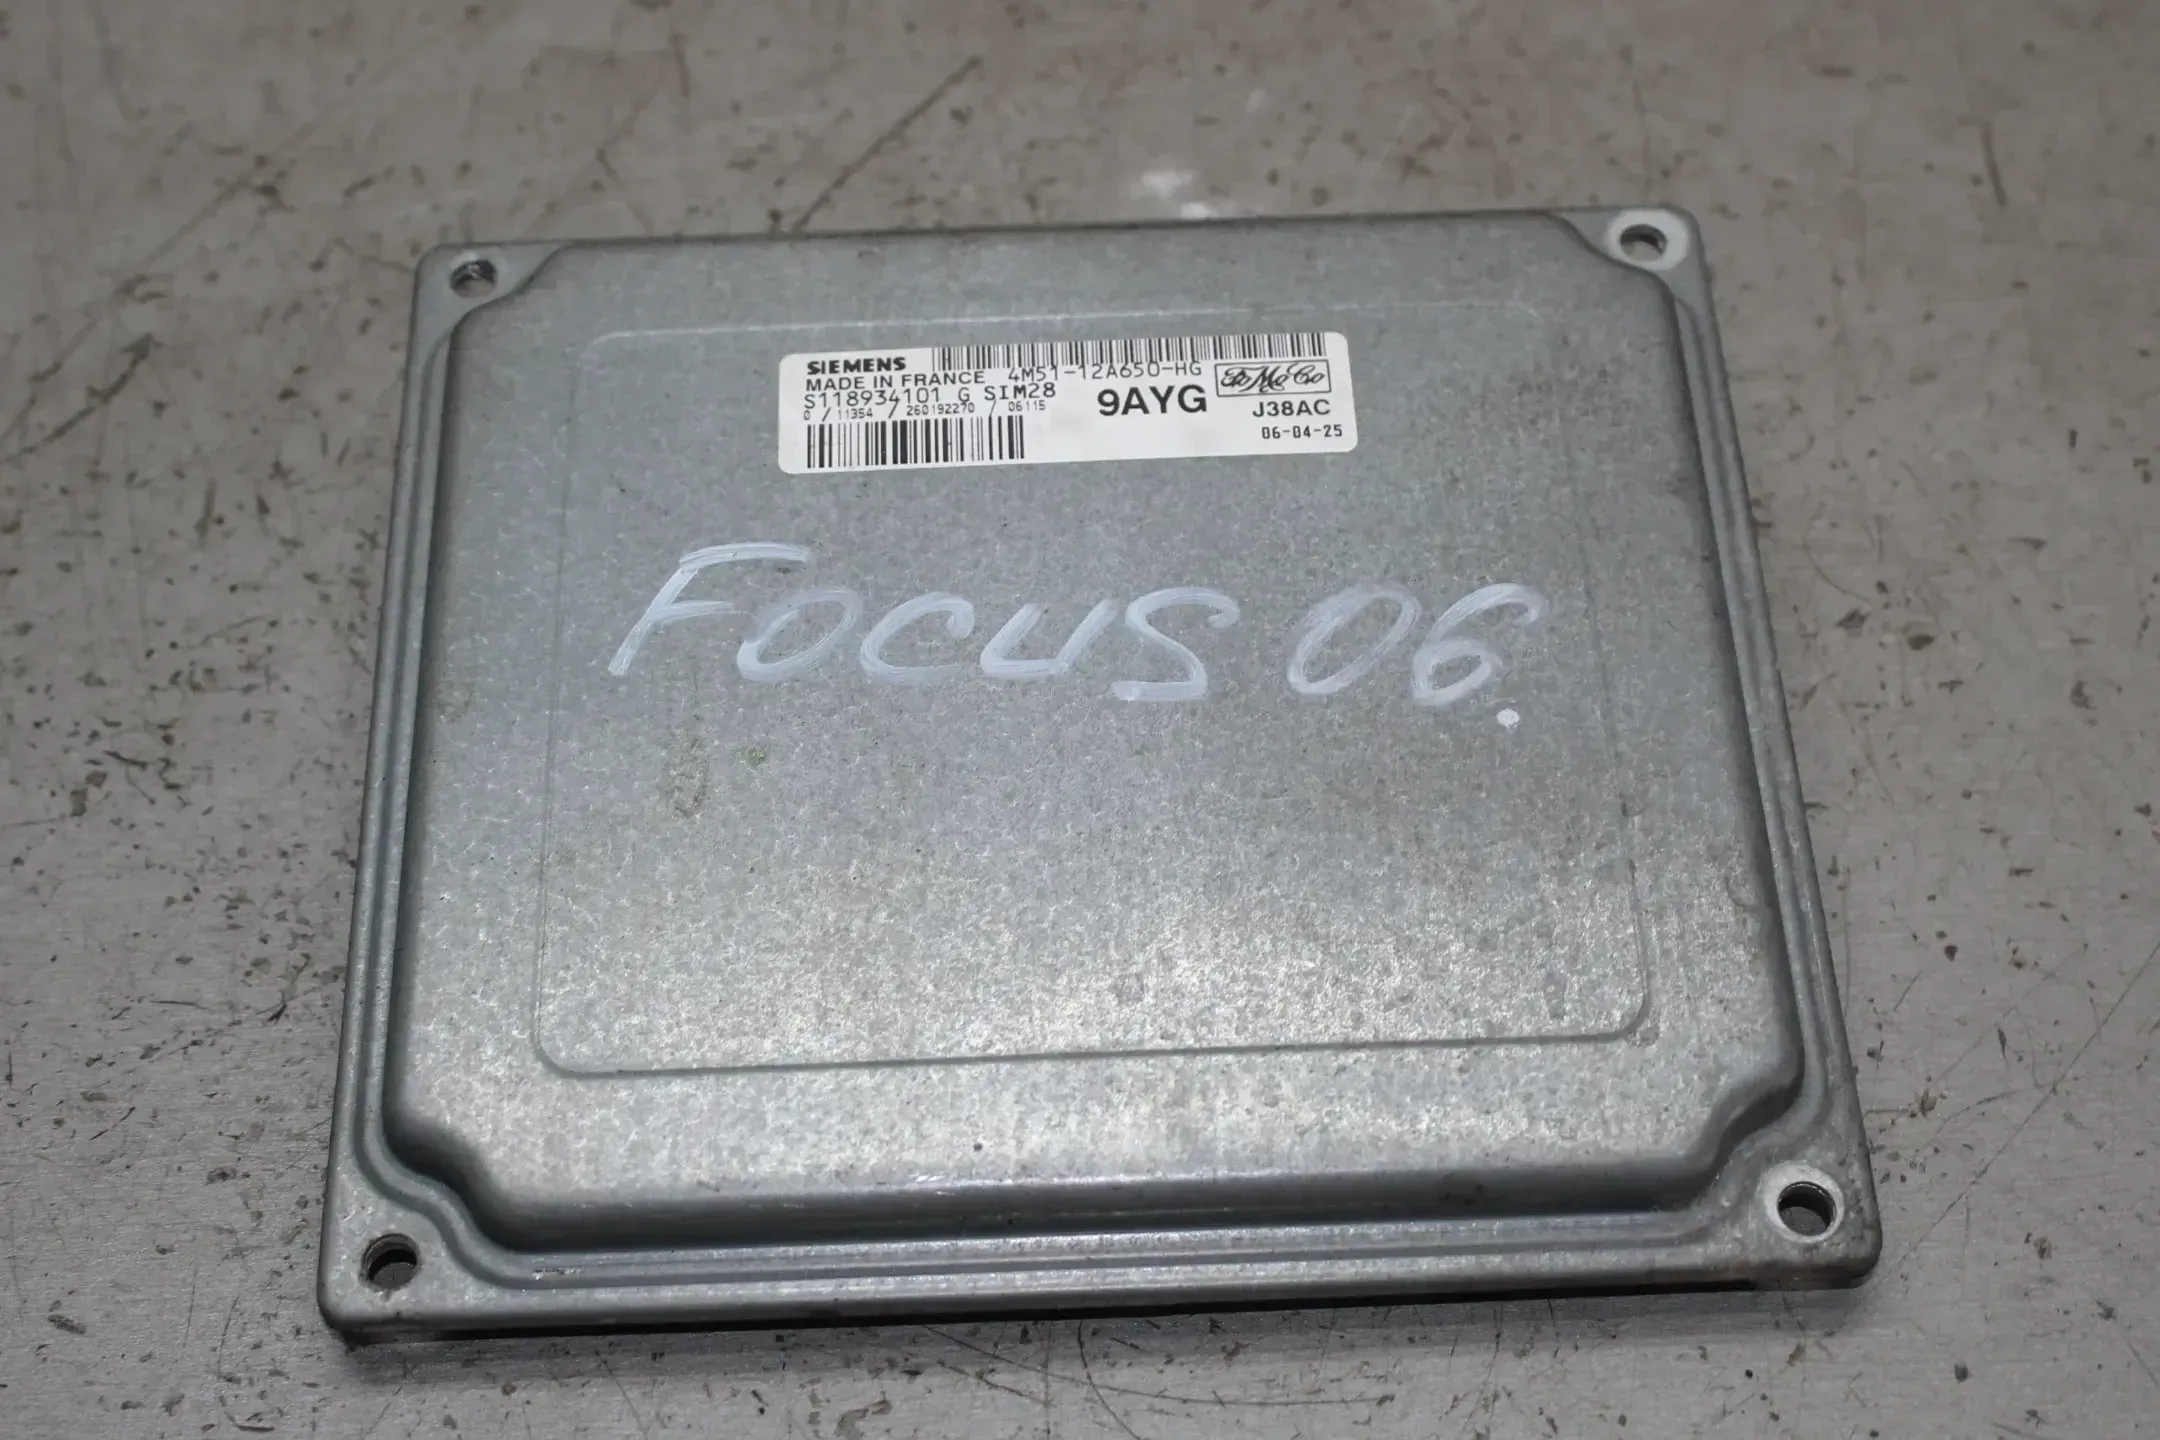 SIEMENS
MADE IN FRANCE 4M51-12A650-HG FoMoCo
S118934101 G SIM28 9AYG J38AC
0 / 11354 / 260192270 / 06115
06-04-25
FOCUS 06.